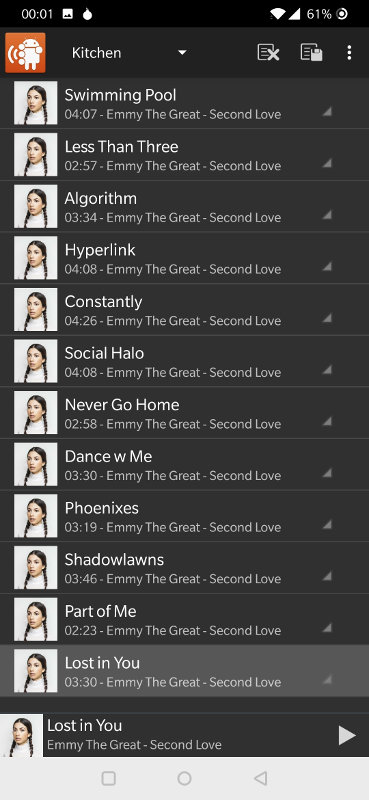 00:01
61%
Kitchen
Swimming Pool
04:07 - Emmy The Great - Second Love
Less Than Three
02:57 - Emmy The Great - Second Love
Algorithm
03:34 - Emmy The Great - Second Love
Hyperlink
04:08 - Emmy The Great - Second Love
Constantly
04:26 - Emmy The Great - Second Love
Social Halo
04:08 - Emmy The Great - Second Love
Never Go Home
02:58 - Emmy The Great - Second Love
Dance w Me
03:30 - Emmy The Great - Second Love
Phoenixes
03:19 - Emmy The Great - Second Love
Shadowlawns
03:46 - Emmy The Great - Second Love
Part of Me
02:23 - Emmy The Great - Second Love
Lost in You
03:30 - Emmy The Great - Second Love
Lost in You
Emmy The Great - Second Love